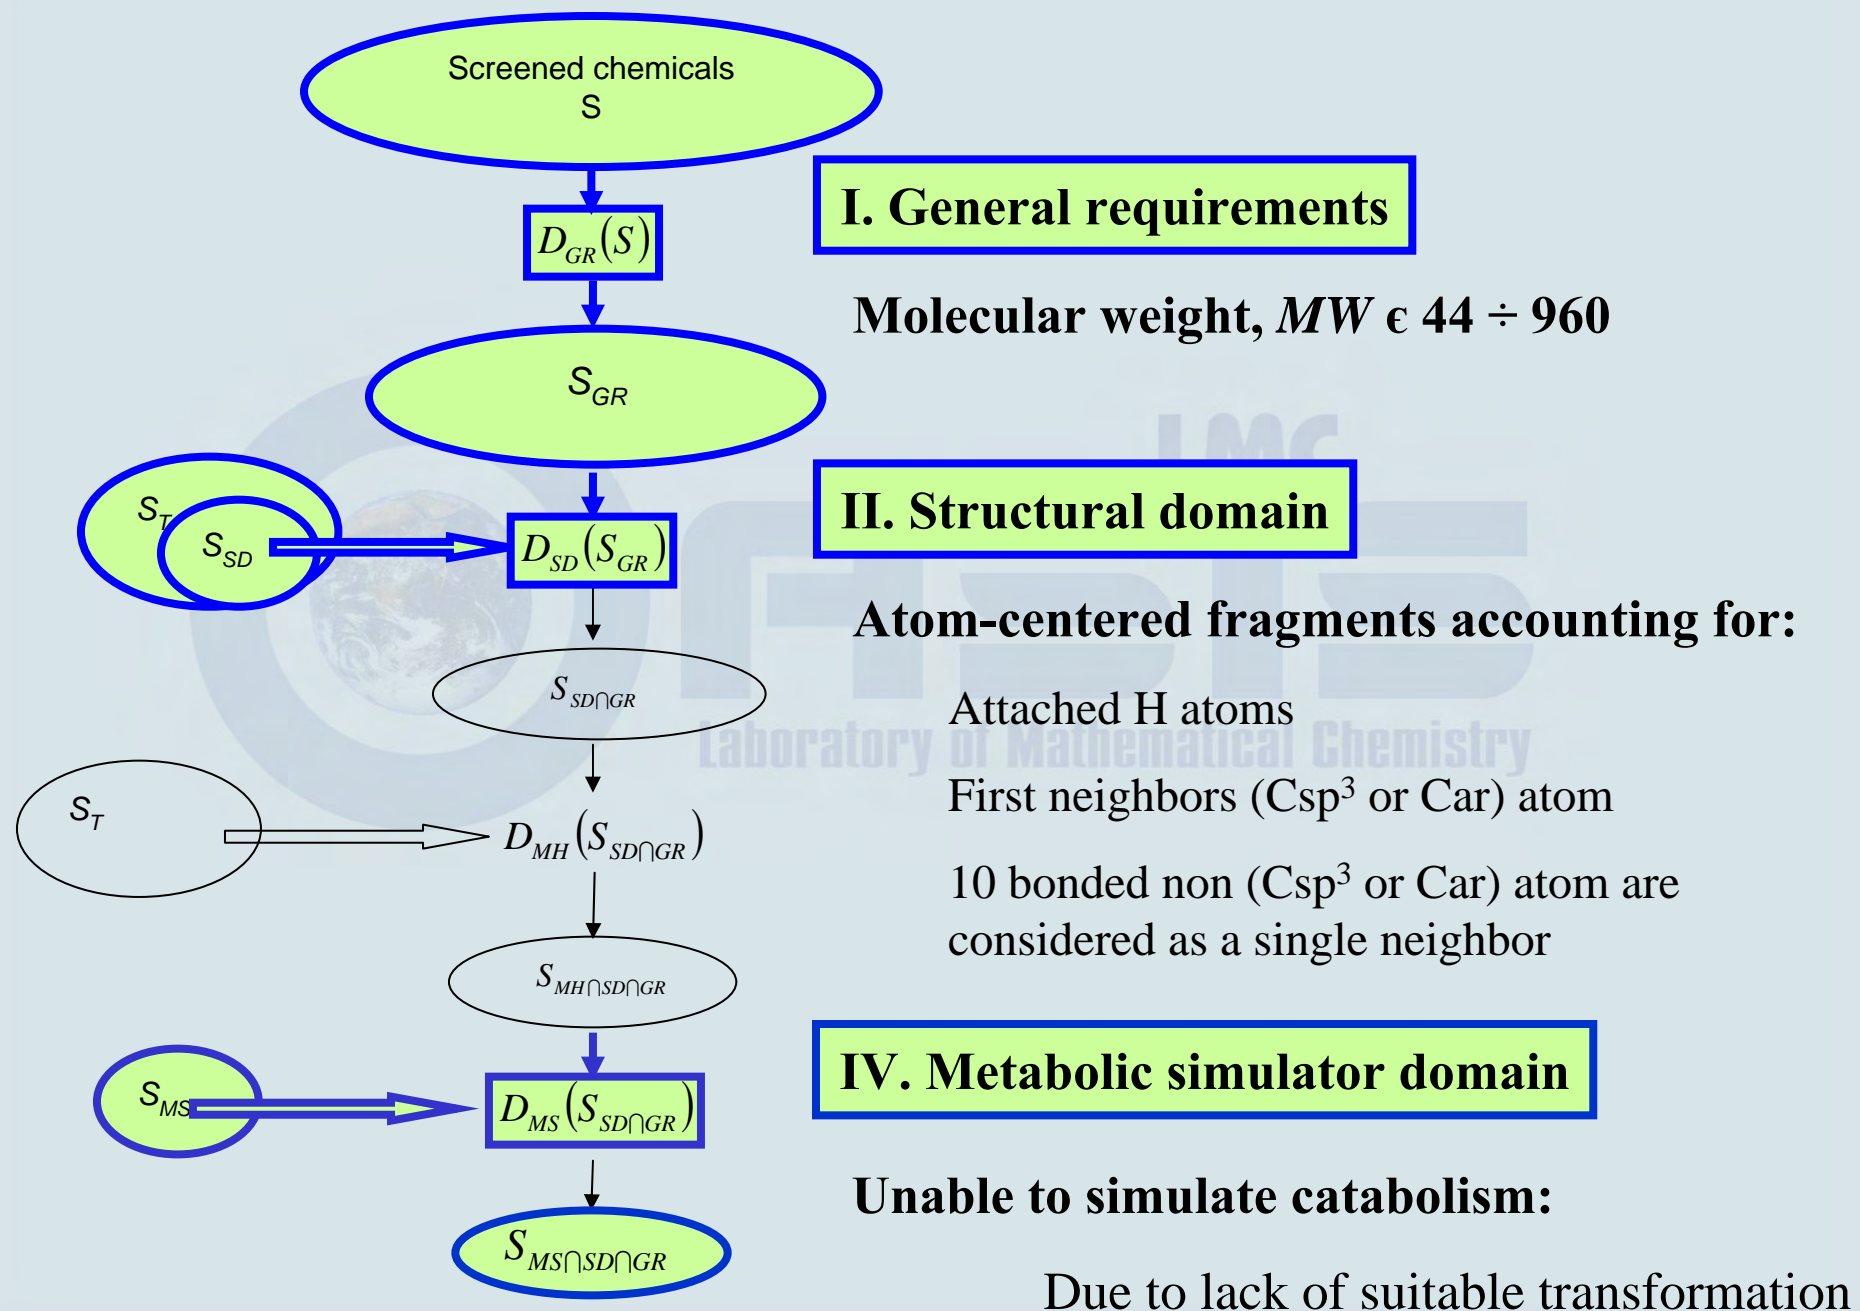 Screened chemicals
S
I. General requirements
D_GR(S)
Molecular weight, MW є 44 ÷ 960
S_GR
LMC
OASIS
Laboratory of Mathematical Chemistry
S_T
S_SD
D_SD(S_GR)
II. Structural domain
Atom-centered fragments accounting for:
S_SD⋂GR
Attached H atoms
First neighbors (Csp³ or Car) atom
S_T
D_MH(S_SD⋂GR)
10 bonded non (Csp³ or Car) atom are
considered as a single neighbor
S_MH⋂SD⋂GR
IV. Metabolic simulator domain
S_MS
D_MS(S_SD⋂GR)
Unable to simulate catabolism:
S_MS⋂SD⋂GR
Due to lack of suitable transformation